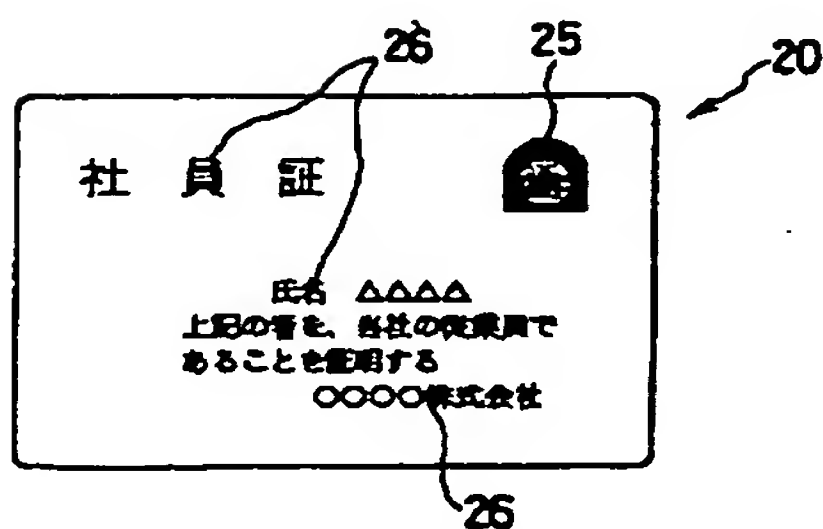 26
25
20
社 員 証
氏名 △△△△
上記の者を、当社の従業員で
あることを証明する
○○○○株式会社
26